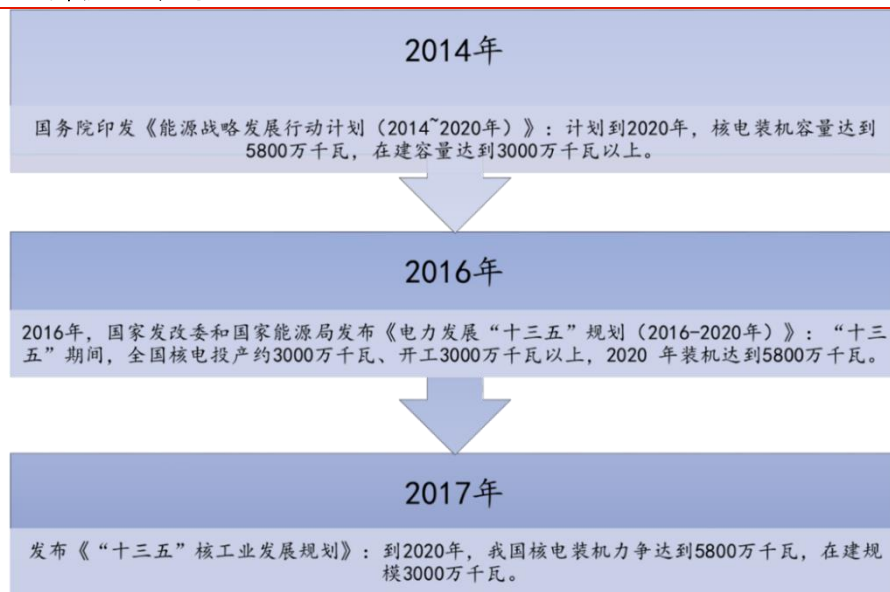 2014年
国务院印发《能源战略发展行动计划（2014~2020年）》：计划到2020年，核电装机容量达到
5800万千瓦，在建容量达到3000万千瓦以上。
2016年
2016年，国家发改委和国家能源局发布《电力发展“十三五”规划（2016-2020年）》：“十三
五”期间，全国核电投产约3000万千瓦、开工3000万千瓦以上，2020 年装机达到5800万千瓦。
2017年
发布《“十三五”核工业发展规划》：到2020年，我国核电装机力争达到5800万千瓦，在建规
模3000万千瓦。